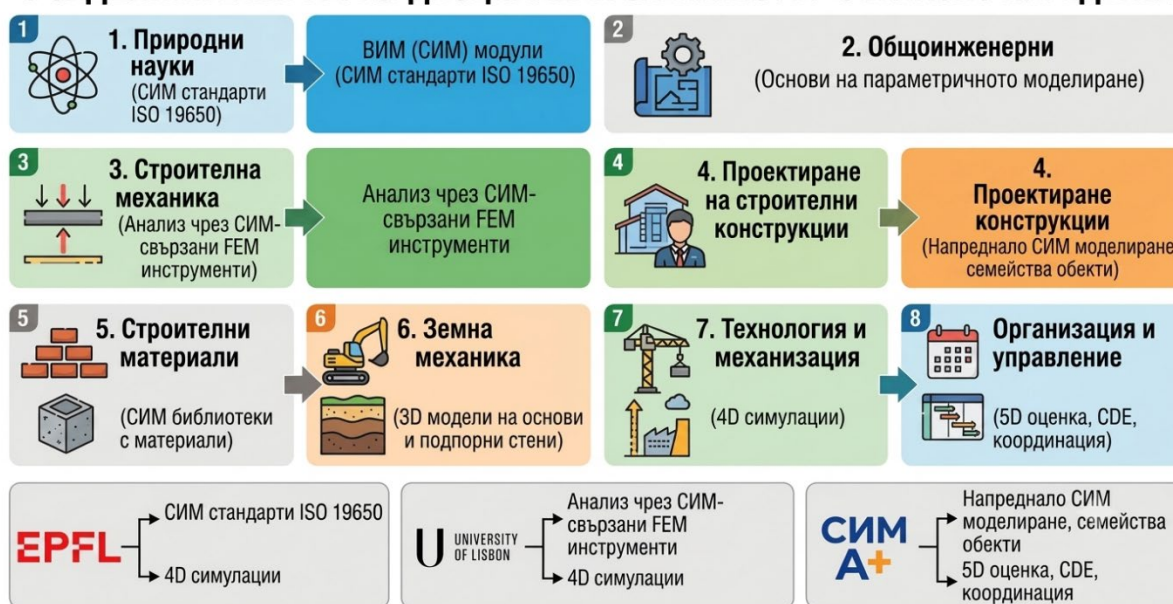 1
1. Природни
науки
(СИМ стандарти
ISO 19650)
ВИМ (СИМ) модули
(СИМ стандарти ISO 19650)
2
2. Общоинженерни
(Основи на параметричното моделиране)
3
3. Строителна
механика
(Анализ чрез СИМ-
свързани FEM
инструменти)
Анализ чрез СИМ-
свързани FEM
инструменти
4
4. Проектиране
на строителни
конструкции
4.
Проектиране
конструкции
(Напреднало СИМ моделиране,
семейства обекти)
5
5. Строителни
материали
(СИМ библиотеки
с материали)
6
6. Земна
механика
(3D модели на основи
и подпорни стени)
7
7. Технология и
механизация
(4D симулации)
8
Организация и
управление
(5D оценка, CDE,
координация)
EPFL
СИМ стандарти ISO 19650
4D симулации
U UNIVERSITY
OF LISBON
Анализ чрез СИМ-
свързани FEM
инструменти
4D симулации
СИМ
A+
Напреднало СИМ
моделиране, семейства
обекти
5D оценка, CDE,
координация